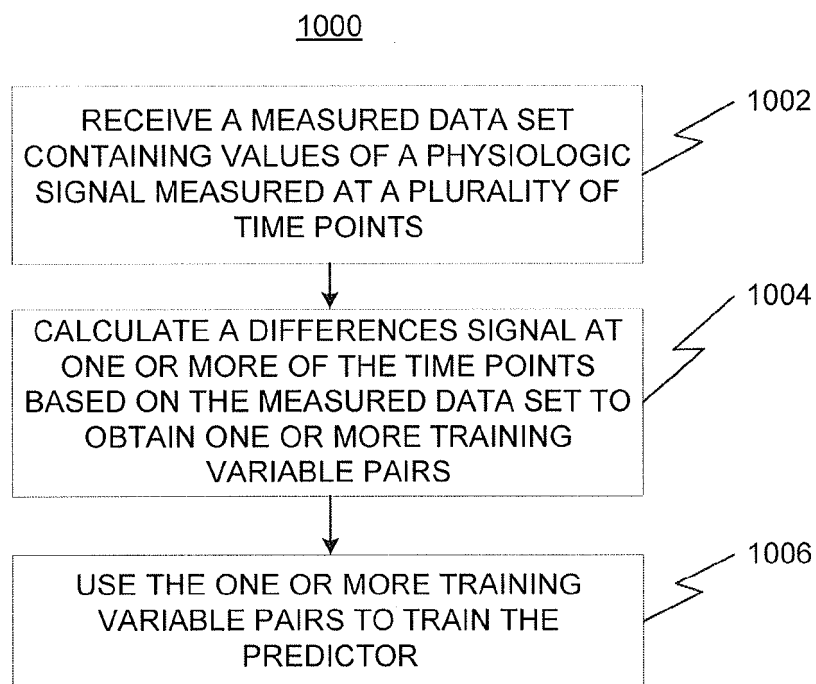 1000
RECEIVE A MEASURED DATA SET
CONTAINING VALUES OF A PHYSIOLOGIC
SIGNAL MEASURED AT A PLURALITY OF
TIME POINTS
1002
CALCULATE A DIFFERENCES SIGNAL AT
ONE OR MORE OF THE TIME POINTS
BASED ON THE MEASURED DATA SET TO
OBTAIN ONE OR MORE TRAINING
VARIABLE PAIRS
1004
USE THE ONE OR MORE TRAINING
VARIABLE PAIRS TO TRAIN THE
PREDICTOR
1006